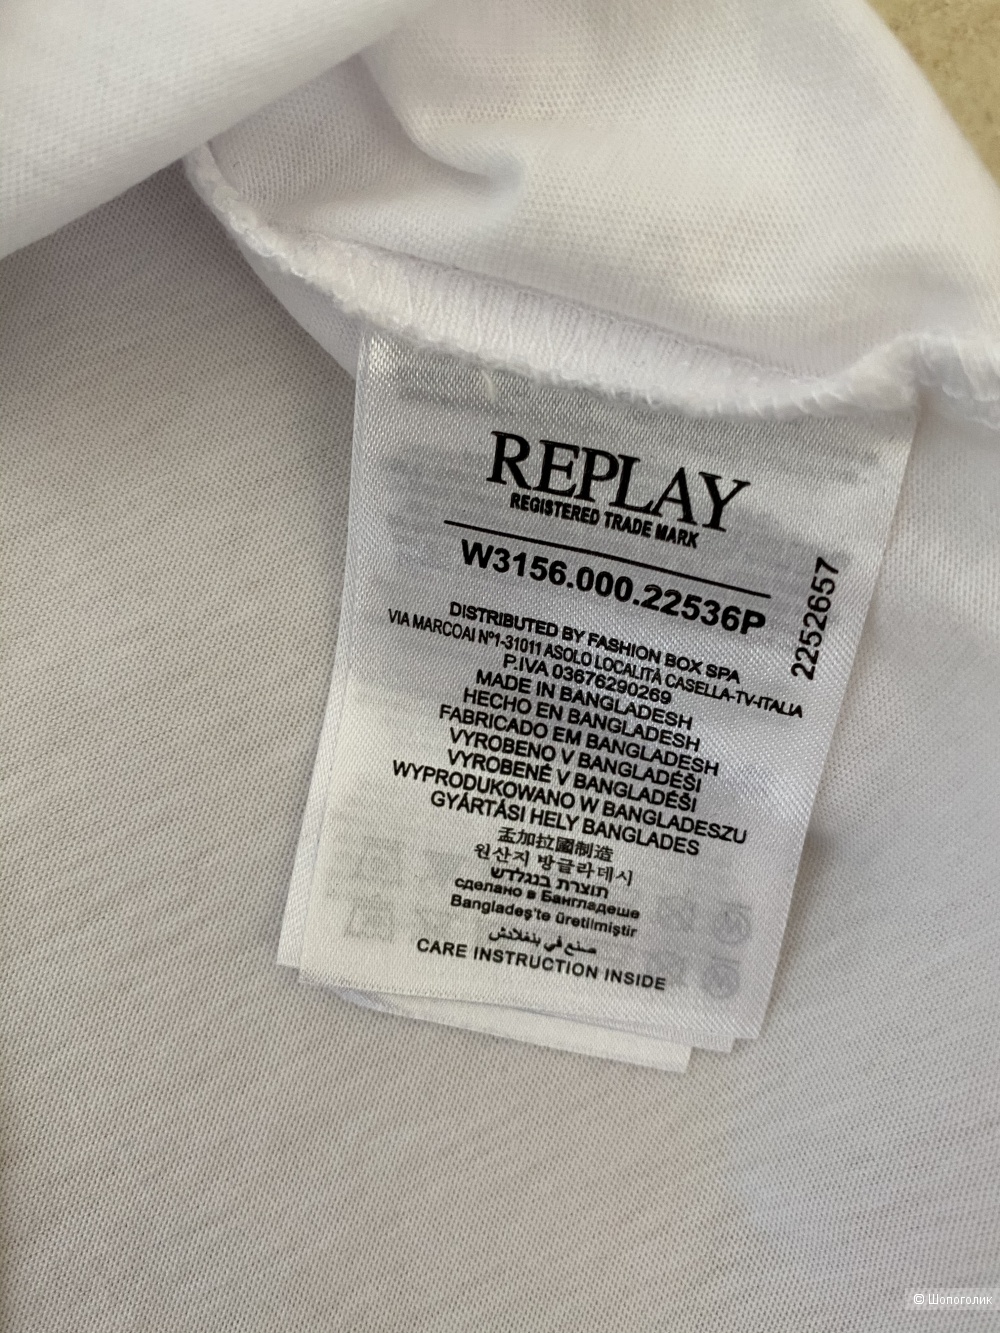 REPLAY
REGISTERED TRADE MARK
W3156.000.22536P
2252657
DISTRIBUTED BY FASHION BOX SPA
VIA MARCOAI Nº1-31011 ASOLO LOCALITÀ CASELLA-TV-ITALIA
P.IVA 03676290269
MADE IN BANGLADESH
HECHO EN BANGLADESH
FABRICADO EM BANGLADESH
VYROBENO V BANGLADÉŠI
VYROBENÉ V BANGLADÉŠI
WYPRODUKOWANO W BANGLADESZU
GYÁRTÁSI HELY BANGLADES
孟加拉國制造
원산지 방글라데시
תוצרת בנגלדש
сделано в Бангладеше
Bangladeş'te üretilmiştir
صنع في بنغلادش
CARE INSTRUCTION INSIDE
© Шопоголик